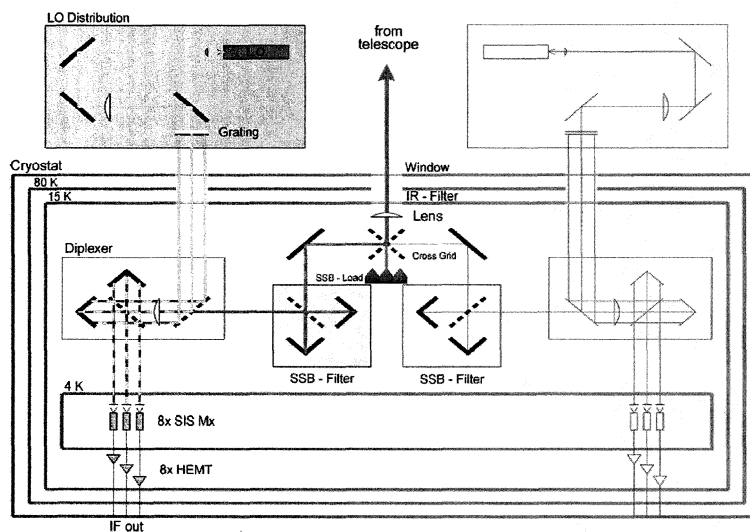 LO Distribution
from
telescope
LO
Grating
Cryostat
Window
80 K
IR - Filter
15 K
Lens
Diplexer
Cross Grid
SSB - Load
SSB - Filter
SSB - Filter
4 K
8x SIS Mx
8x HEMT
IF out